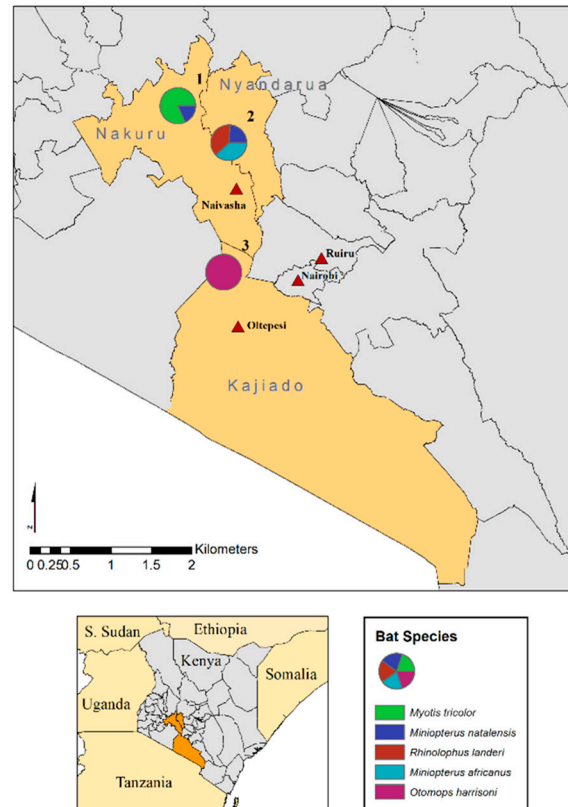 1
Nyandarua
Nakuru
2
Naivasha
3
Ruiru
Nairobi
Oltepesi
Kajiado
N
Kilometers
0 0.25 0.5 1 1.5 2
S. Sudan
Ethiopia
Kenya
Somalia
Uganda
Tanzania
Bat Species
Myotis tricolor
Miniopterus natalensis
Rhinolophus landeri
Miniopterus africanus
Otomops harrisoni